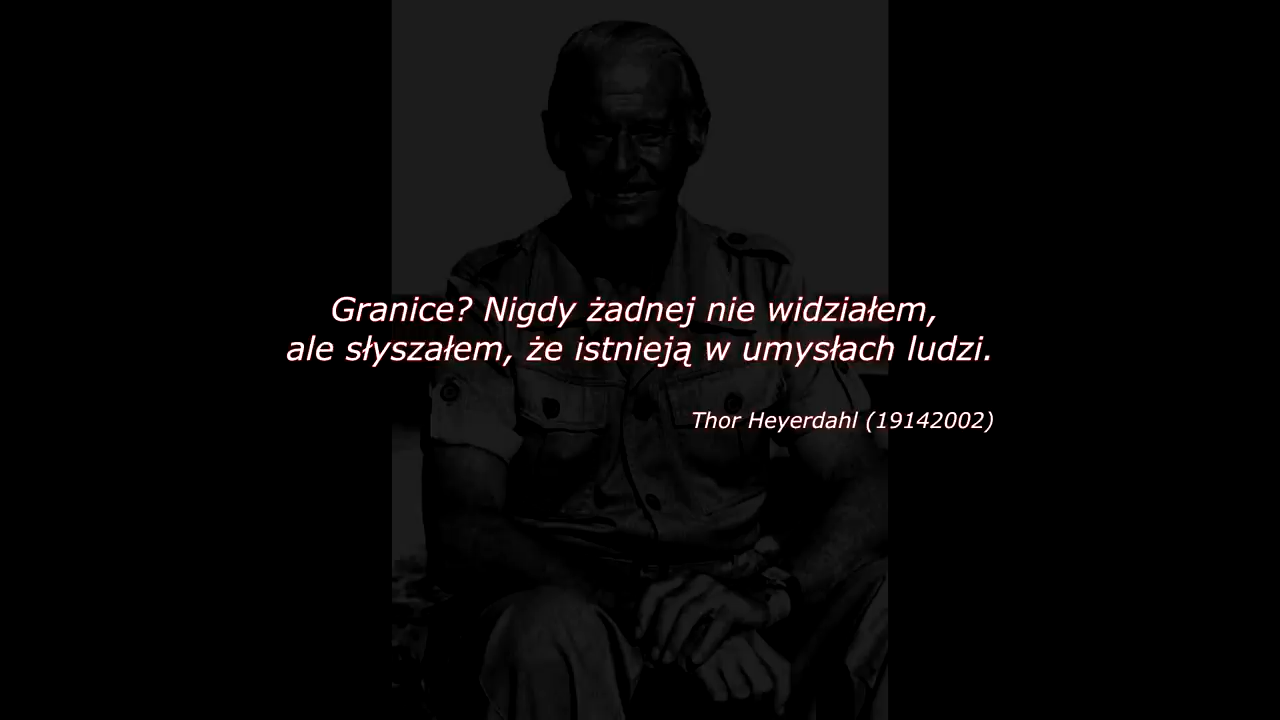 Granice? Nigdy żadnej nie widziałem,
ale słyszałem, że istnieją w umysłach ludzi.
Thor Heyerdahl (19142002)